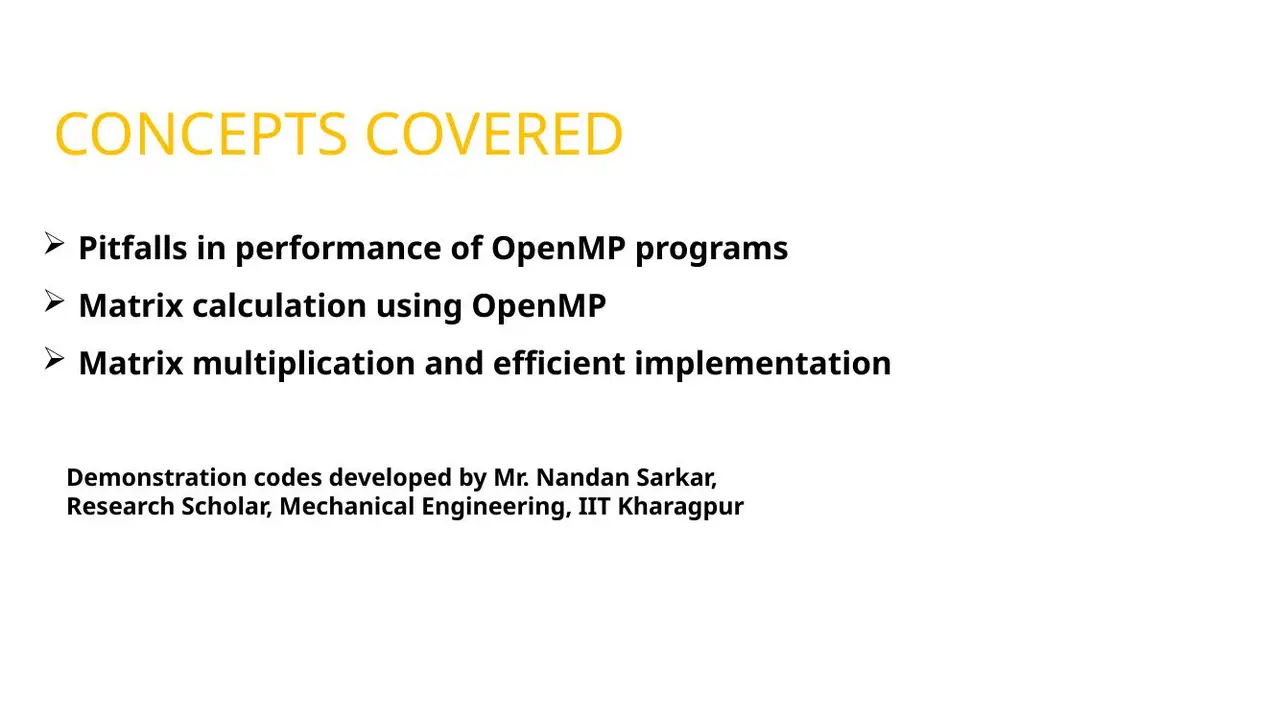 CONCEPTS COVERED
➢ Pitfalls in performance of OpenMP programs
➢ Matrix calculation using OpenMP
➢ Matrix multiplication and efficient implementation
Demonstration codes developed by Mr. Nandan Sarkar,
Research Scholar, Mechanical Engineering, IIT Kharagpur